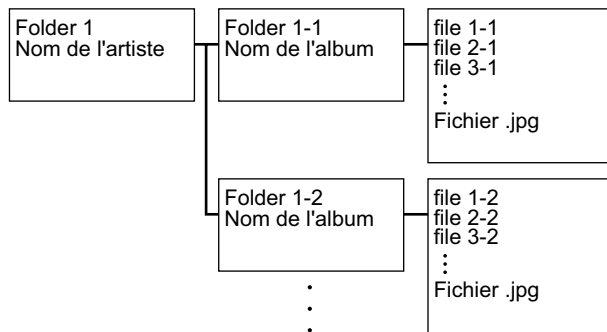 Folder 1
Nom de l'artiste
Folder 1-1
Nom de l'album
file 1-1
file 2-1
file 3-1
Fichier .jpg
Folder 1-2
Nom de l'album
file 1-2
file 2-2
file 3-2
Fichier .jpg